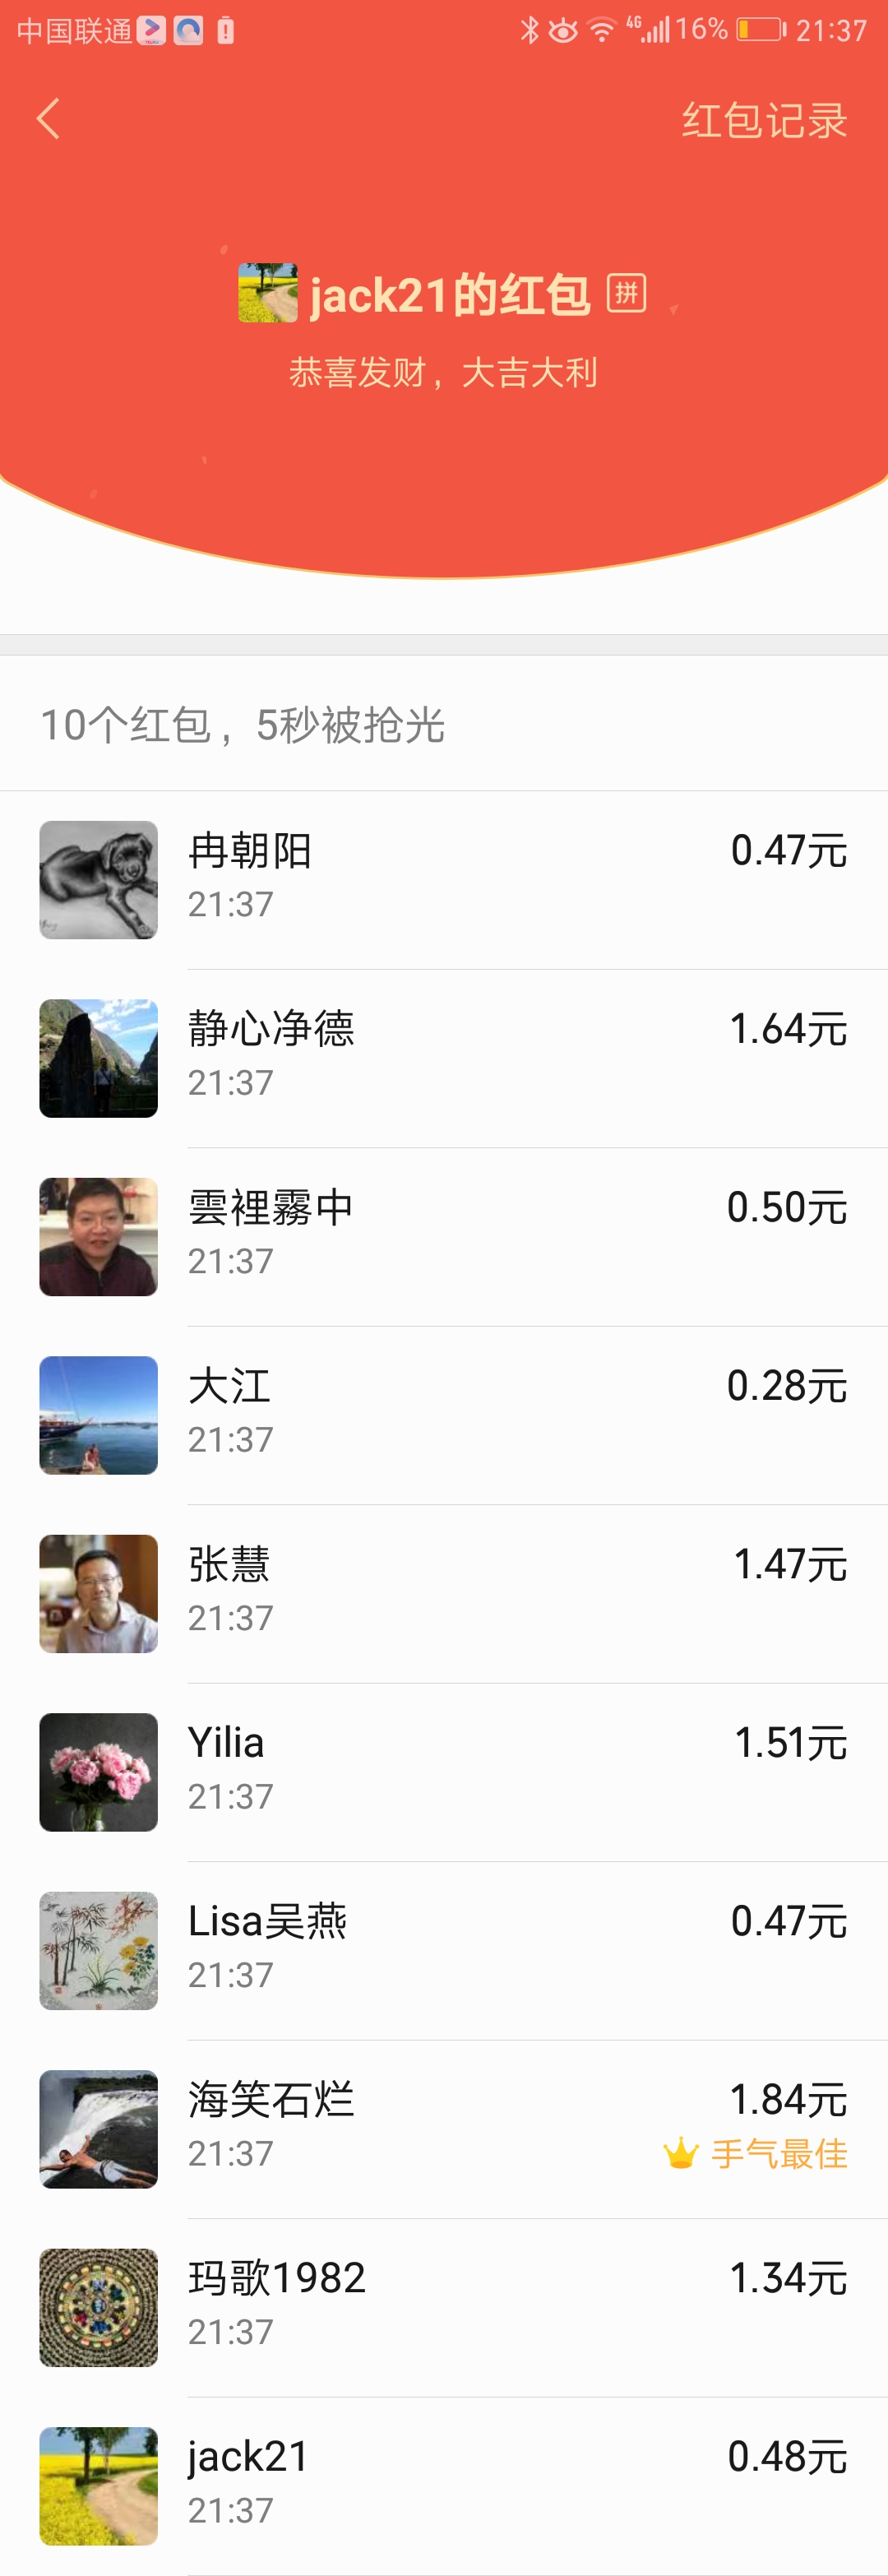 中国联通 4G 16% 21:37
红包记录
jack21的红包 拼
恭喜发财，大吉大利
10个红包，5秒被抢光
冉朝阳 0.47元
21:37
静心净德 1.64元
21:37
雲裡霧中 0.50元
21:37
大江 0.28元
21:37
张慧 1.47元
21:37
Yilia 1.51元
21:37
Lisa吴燕 0.47元
21:37
海笑石烂 1.84元
21:37 手气最佳
玛歌1982 1.34元
21:37
jack21 0.48元
21:37